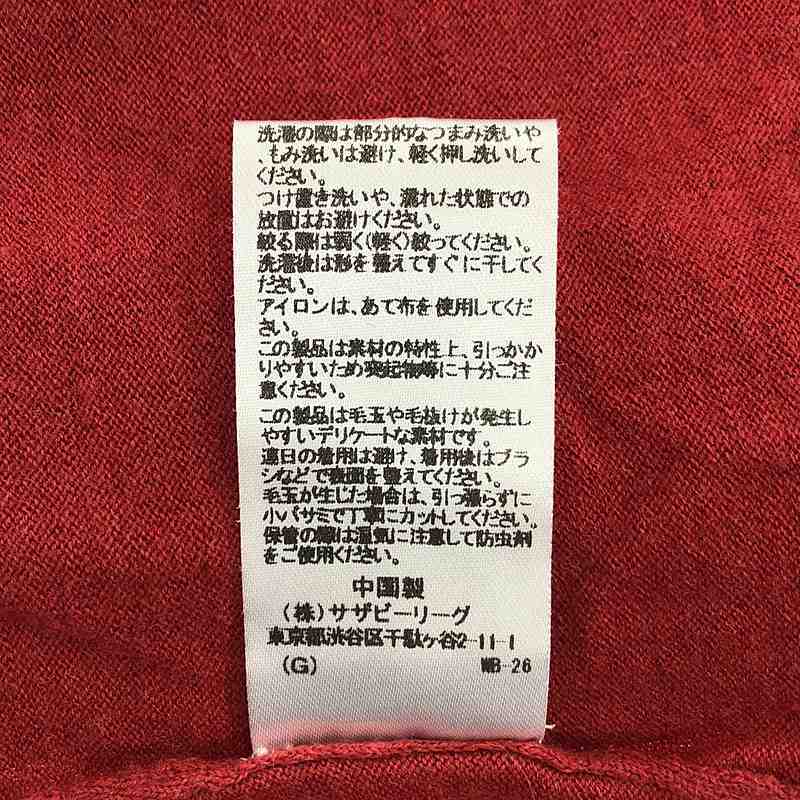 洗濯の際は部分的なつまみ洗いや
、もみ洗いは避け、軽く押し洗いして
ください。
つけ置き洗いや、濡れた状態での
放置はお避けください。
絞る際は弱く(軽く)絞ってください。
洗濯後は形を整えてすぐに干してく
ださい。
アイロンは、あて布を使用してくだ
さい。
この製品は素材の特性上、引っかか
りやすいため突起物等に十分ご注
意ください。
この製品は毛玉や毛抜けが発生し
やすいデリケートな素材です。
連日の着用は避け、着用後はブラ
シなどで表面を整えてください。
毛玉が生じた場合は、引っ張らずに
小バサミで丁寧にカットしてください。
保管の際は湿気に注意して防虫剤
をご使用ください。
中国製
(株)サザビーリーグ
東京都渋谷区千駄ヶ谷2-11-1
(G) WB-26